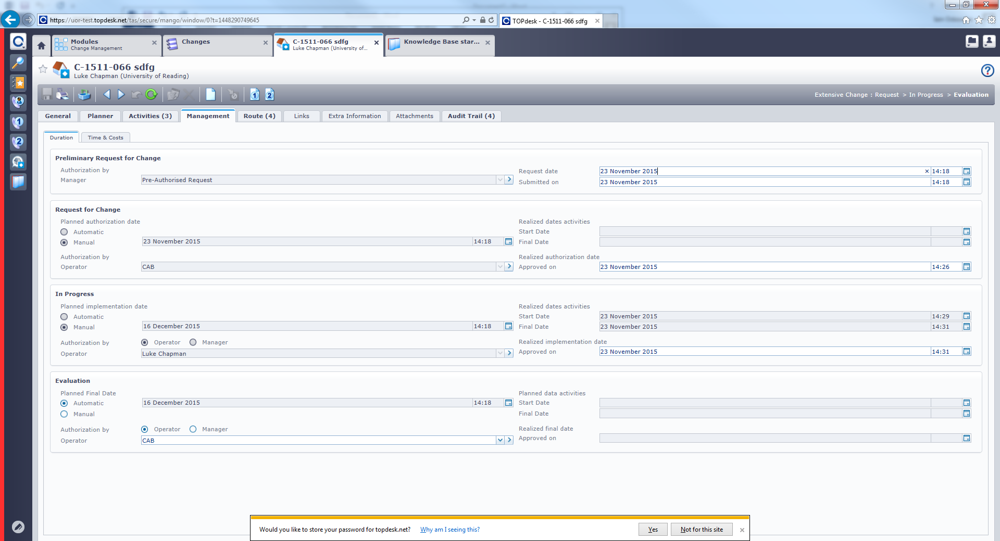 https://uor-test.topdesk.net/tas/secure/mango/window/0?t=1448290749645
TOPdesk - C-1511-066 sdfg
Modules
Change Management
Changes
C-1511-066 sdfg
Luke Chapman (University of...
Knowledge Base star...
C-1511-066 sdfg
Luke Chapman (University of Reading)
1 2
Extensive Change : Request > In Progress > Evaluation
General Planner Activities (3) Management Route (4) Links Extra Information Attachments Audit Trail (4)
Duration Time & Costs
Preliminary Request for Change
Authorization by
Manager Pre-Authorised Request
Request date 23 November 2015 14:18
Submitted on 23 November 2015 14:18
Request for Change
Planned authorization date
Automatic
Manual 23 November 2015 14:18
Authorization by
Operator CAB
Realized dates activities
Start Date
Final Date
Realized authorization date
Approved on 23 November 2015 14:26
In Progress
Planned implementation date
Automatic
Manual 16 December 2015 14:18
Authorization by Operator Manager
Operator Luke Chapman
Realized dates activities
Start Date 23 November 2015 14:29
Final Date 23 November 2015 14:31
Realized implementation date
Approved on 23 November 2015 14:31
Evaluation
Planned Final Date
Automatic 16 December 2015 14:18
Manual
Authorization by Operator Manager
Operator CAB
Planned data activities
Start Date
Final Date
Realized final date
Approved on
Would you like to store your password for topdesk.net? Why am I seeing this? Yes Not for this site